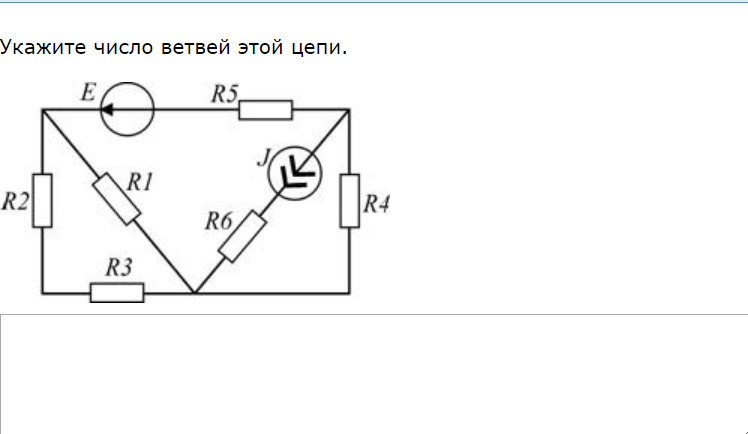 Укажите число ветвей этой цепи.
E
R5
J
R1
R2
R6
R4
R3